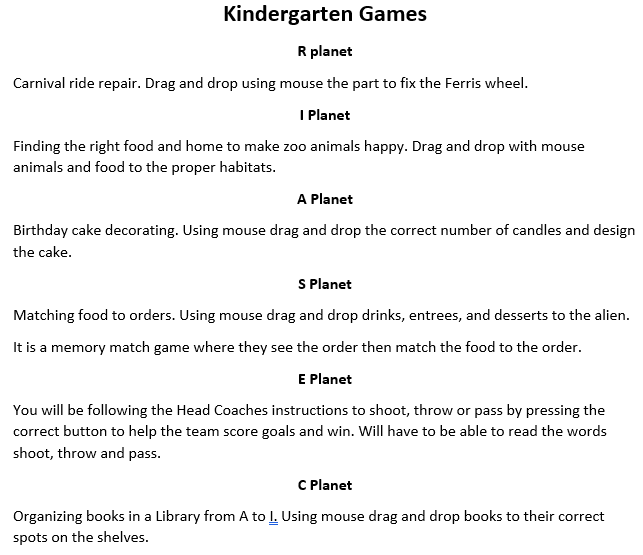 Kindergarten Games
R planet
Carnival ride repair. Drag and drop using mouse the part to fix the Ferris wheel.
I Planet
Finding the right food and home to make zoo animals happy. Drag and drop with mouse
animals and food to the proper habitats.
A Planet
Birthday cake decorating. Using mouse drag and drop the correct number of candles and design
the cake.
S Planet
Matching food to orders. Using mouse drag and drop drinks, entrees, and desserts to the alien.
It is a memory match game where they see the order then match the food to the order.
E Planet
You will be following the Head Coaches instructions to shoot, throw or pass by pressing the
correct button to help the team score goals and win. Will have to be able to read the words
shoot, throw and pass.
C Planet
Organizing books in a Library from A to I. Using mouse drag and drop books to their correct
spots on the shelves.